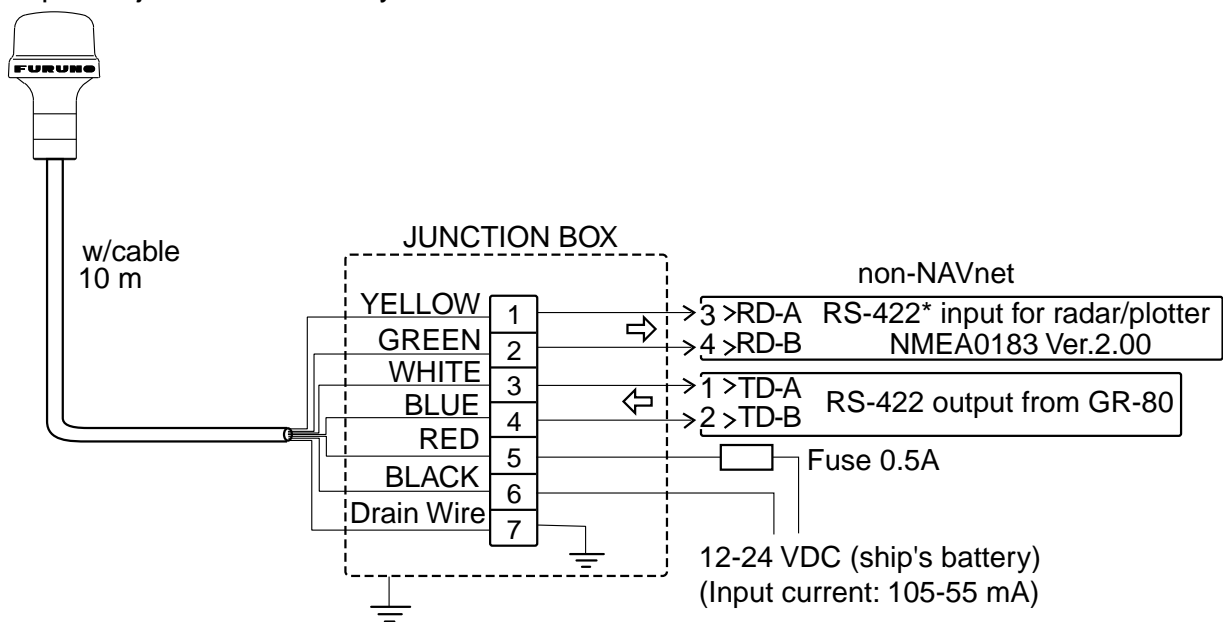 FURUNO
w/cable
10 m
JUNCTION BOX
YELLOW 1
GREEN 2
WHITE 3
BLUE 4
RED 5
BLACK 6
Drain Wire 7
non-NAVnet
3 >RD-A RS-422* input for radar/plotter
4 >RD-B NMEA0183 Ver.2.00
1 >TD-A RS-422 output from GR-80
2 >TD-B
Fuse 0.5A
12-24 VDC (ship's battery)
(Input current: 105-55 mA)